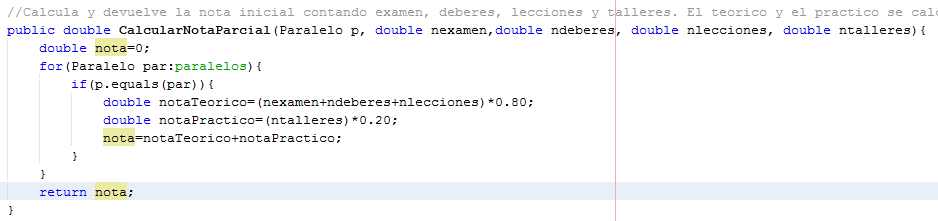 //Calcula y devuelve la nota inicial contando examen, deberes, lecciones y talleres. El teorico y el practico se calc
public double CalcularNotaParcial(Paralelo p, double nexamen,double ndeberes, double nlecciones, double ntalleres){
double nota=0;
for(Paralelo par:paralelos){
if(p.equals(par)){
double notaTeorico=(nexamen+ndeberes+nlecciones)*0.80;
double notaPractico=(ntalleres)*0.20;
nota=notaTeorico+notaPractico;
}
}
return nota;
}